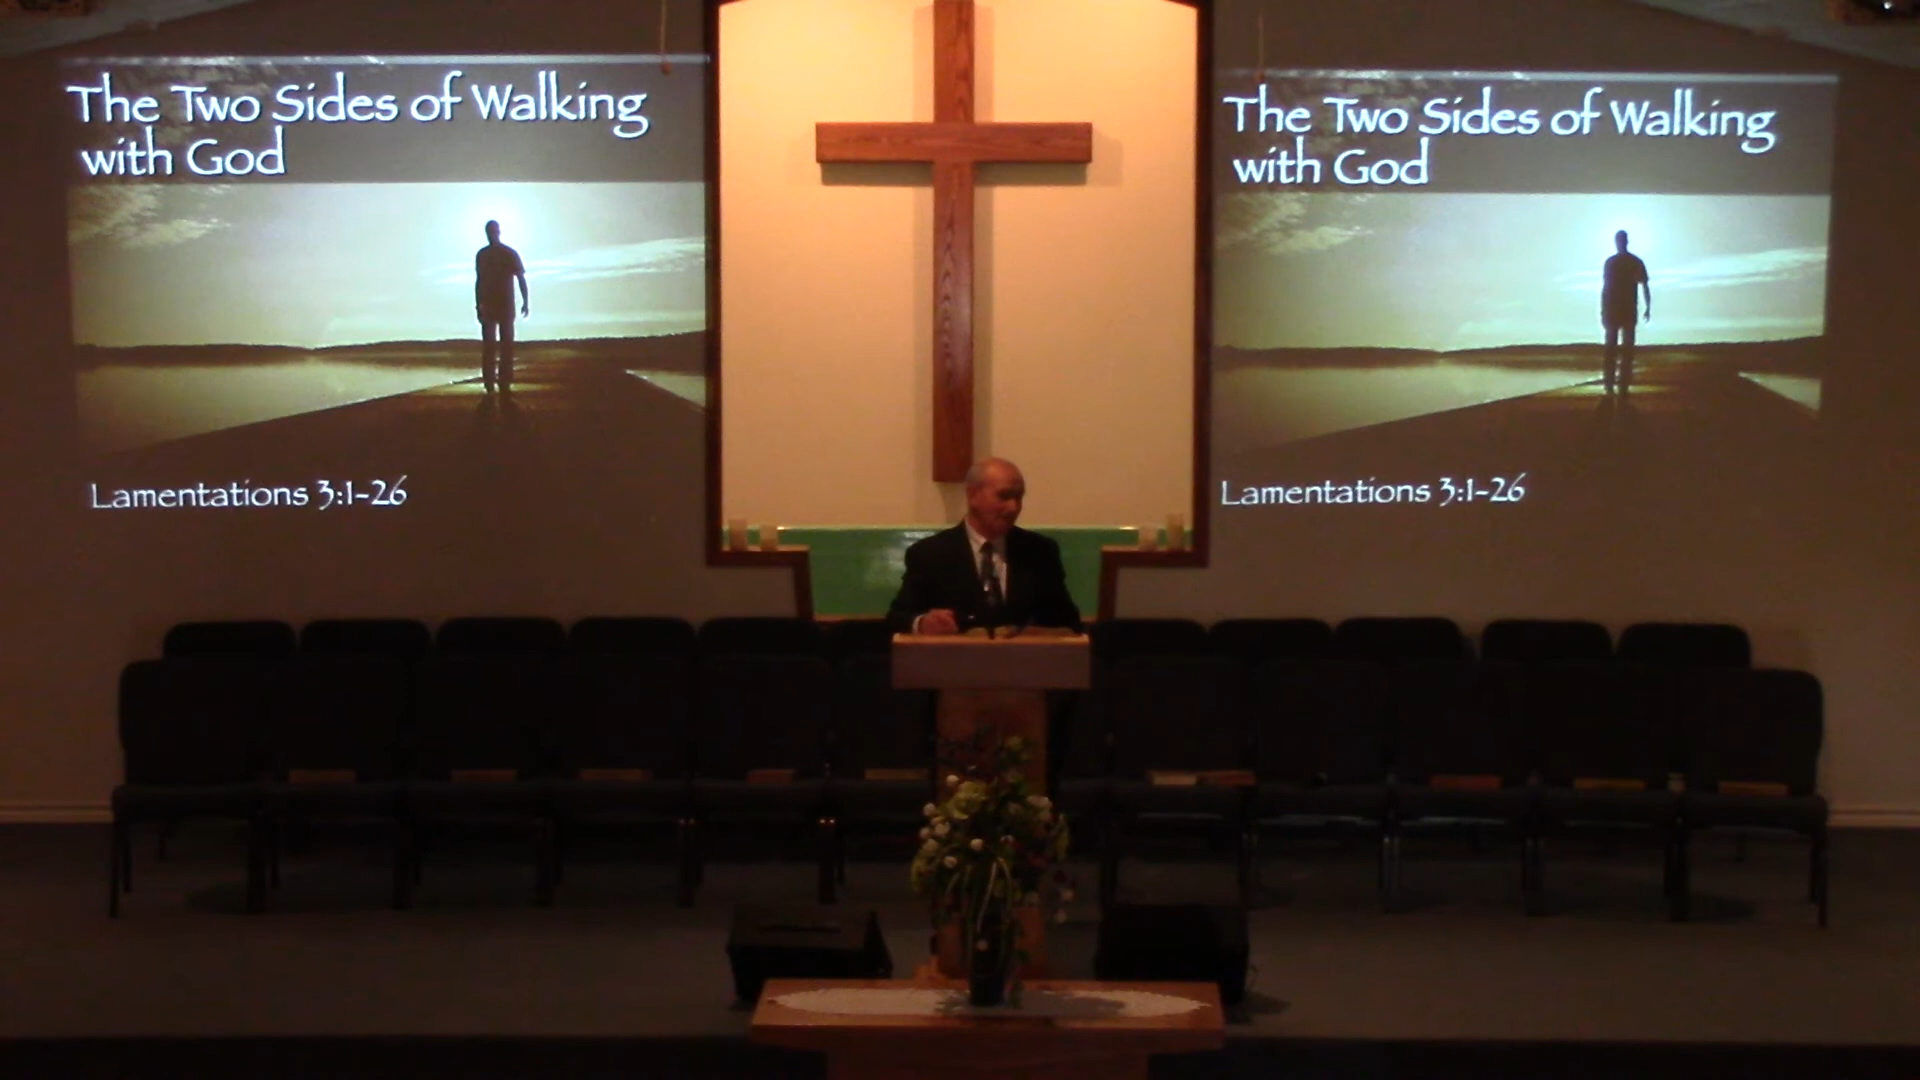 The Two Sides of Walking
with God
Lamentations 3:1-26
The Two Sides of Walking
with God
Lamentations 3:1-26